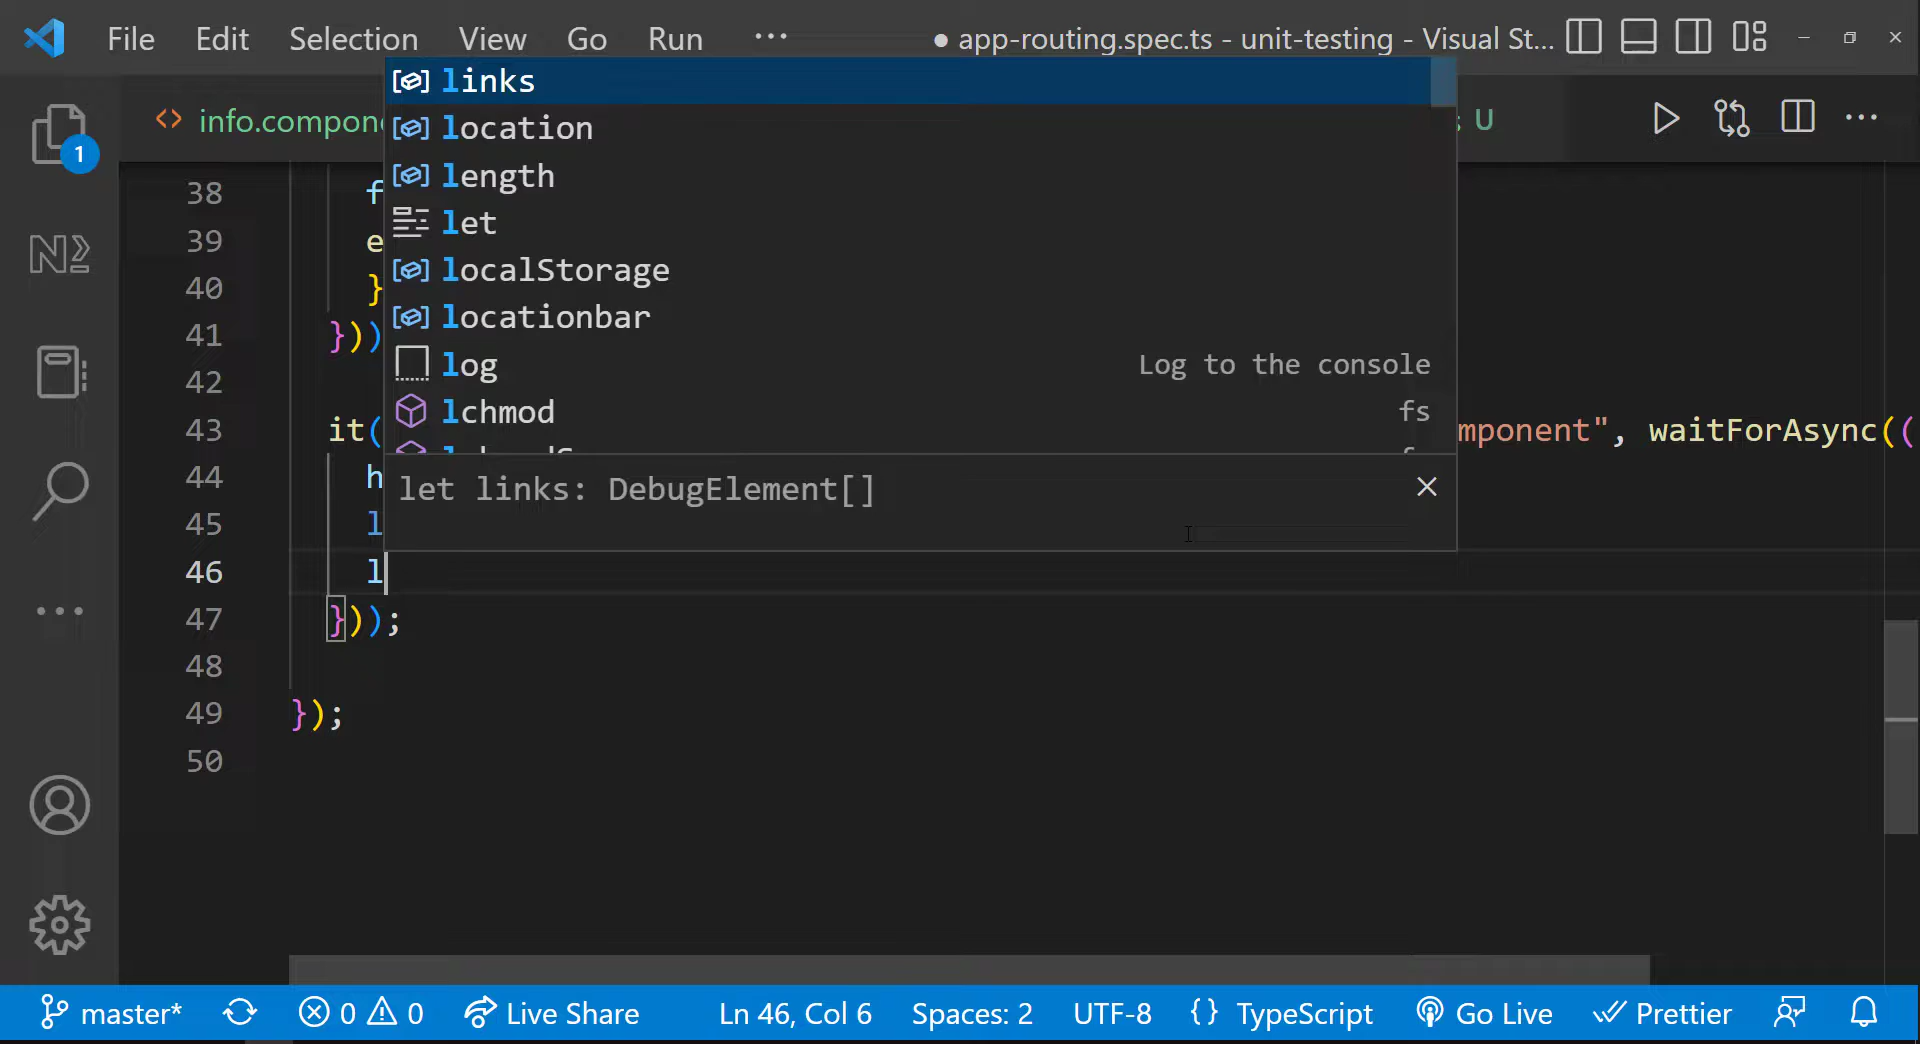 File Edit Selection View Go Run ··· ● app-routing.spec.ts - unit-testing - Visual St...
<> info.compone U
1
links
location
length
let
localStorage
locationbar
log Log to the console
lchmod fs
let links: DebugElement[]
38 f
39 e
40 }
41 }))
42
43 it( mponent", waitForAsync((
44 h
45 l
46 l
47 }));
48
49 });
50
master* 0 0 Live Share Ln 46, Col 6 Spaces: 2 UTF-8 {} TypeScript Go Live Prettier